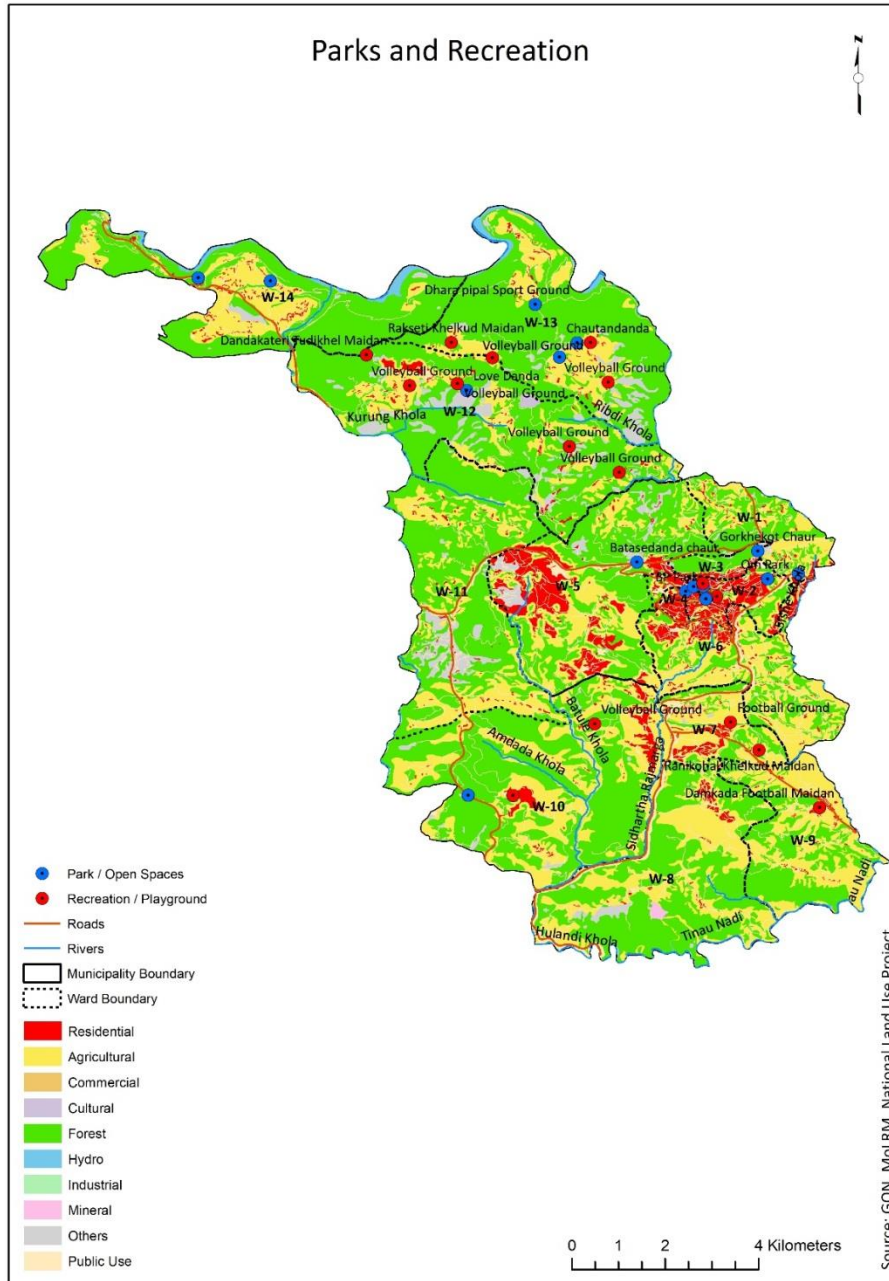 Parks and Recreation
N
W-14
Dhara pipal Sport Ground
W-13
Rakseti Khelkud Maidan
Chautandanda
Dandakateri Tudikhel Maidan
Volleyball Ground
Volleyball Ground
Volleyball Ground
Love Danda
Volleyball Ground
Kurung Khola
W-12
Ribdi Khola
Volleyball Ground
Volleyball Ground
W-1
Gorkhekot Chaur
Batasedanda chaur
W-3
Om Park
W-11
W-5
W-4
W-2
W-6
Volleyball Ground
Football Ground
Batule Khola
W-7
Amdada Khola
Ranikohal Khelkud Maidan
Sidhartha Rajmarga
Damkada Football Maidan
W-10
W-9
W-8
au Nadi
Tinau Nadi
Hulandi Khola
Park / Open Spaces
Recreation / Playground
Roads
Rivers
Municipality Boundary
Ward Boundary
Residential
Agricultural
Commercial
Cultural
Forest
Hydro
Industrial
Mineral
Others
Public Use
0 1 2 4 Kilometers
Source: GON, MoLRM, National Land Use Project